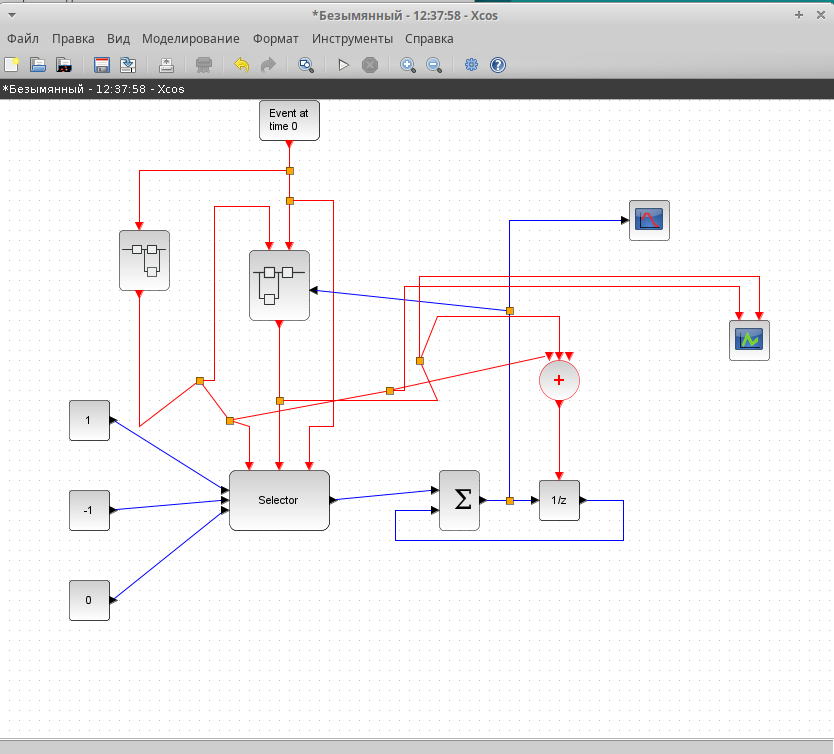 *Безымянный - 12:37:58 - Xcos
Файл Правка Вид Моделирование Формат Инструменты Справка
*Безымянный - 12:37:58 - Xcos
Event at
time 0
+
1
Selector
Σ
1/z
-1
0